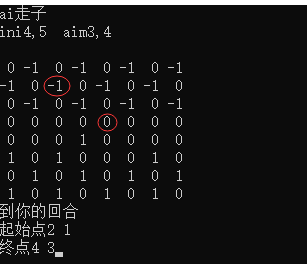 ai走子
ini4,5 aim3,4
0 -1 0 -1 0 -1 0 -1
-1 0 -1 0 -1 0 -1 0
0 -1 0 -1 0 -1 0 -1
0 0 0 0 0 0 0 0
0 0 0 1 0 0 0 0
1 0 1 0 0 0 1 0
0 1 0 1 0 1 0 1
1 0 1 0 1 0 1 0
到你的回合
起始点2 1
终点4 3